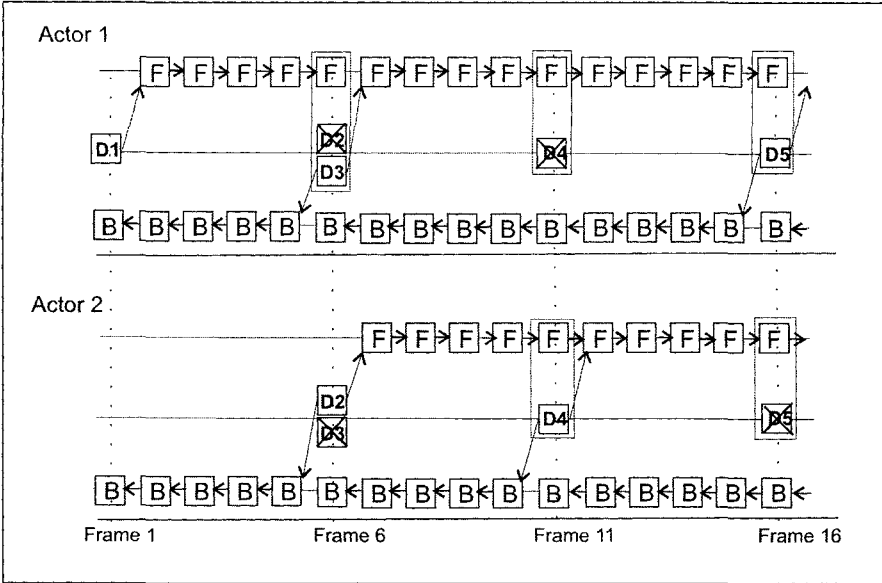 Actor 1
F F F F F F F F F F F F F F F
D2
D1 D4 D5
D3
B B B B B B B B B B B B B B B B
Actor 2
F F F F F F F F F F
D2
D4 D5
D3
B B B B B B B B B B B B B B B B
Frame 1 Frame 6 Frame 11 Frame 16